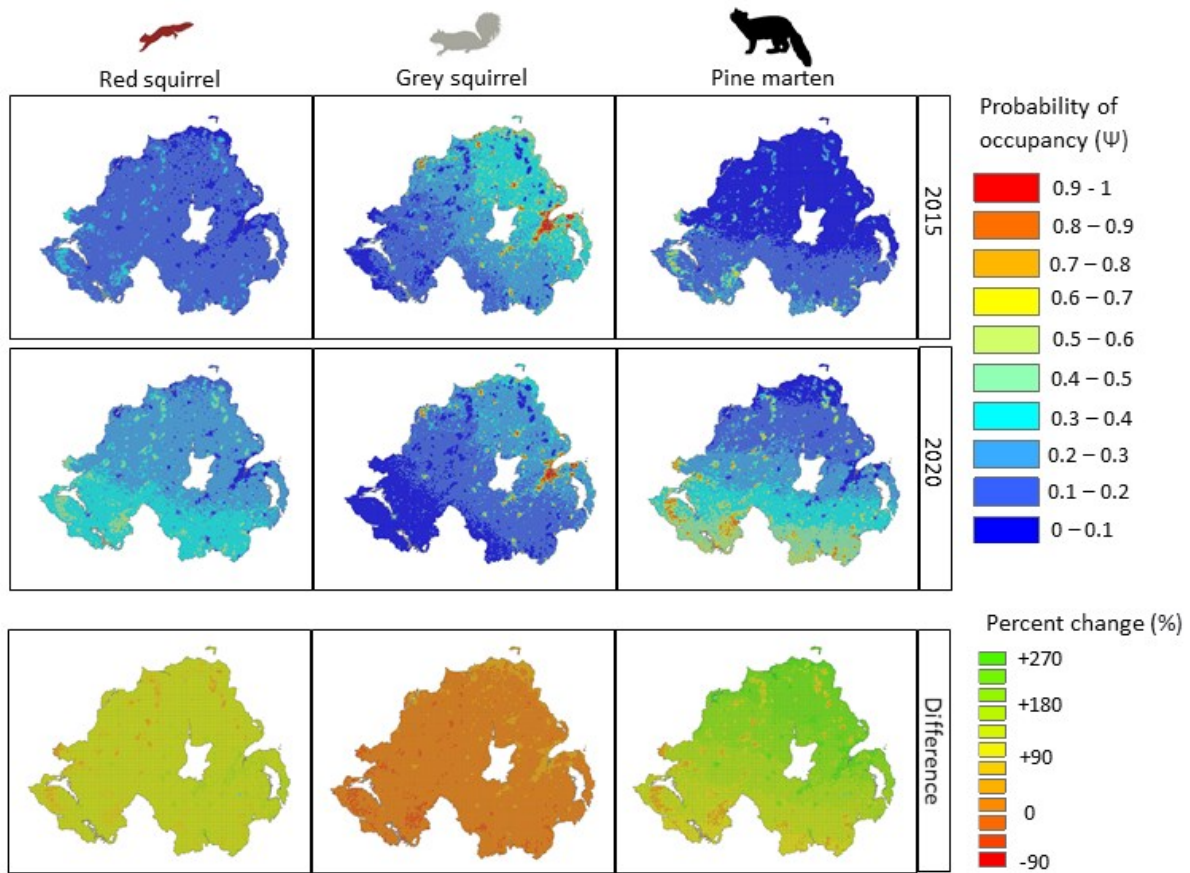 Red squirrel
Grey squirrel
Pine marten
2015
2020
Difference
Probability of
occupancy (Ψ)
0.9 - 1
0.8 – 0.9
0.7 – 0.8
0.6 – 0.7
0.5 – 0.6
0.4 – 0.5
0.3 – 0.4
0.2 – 0.3
0.1 – 0.2
0 – 0.1
Percent change (%)
+270
+180
+90
0
-90